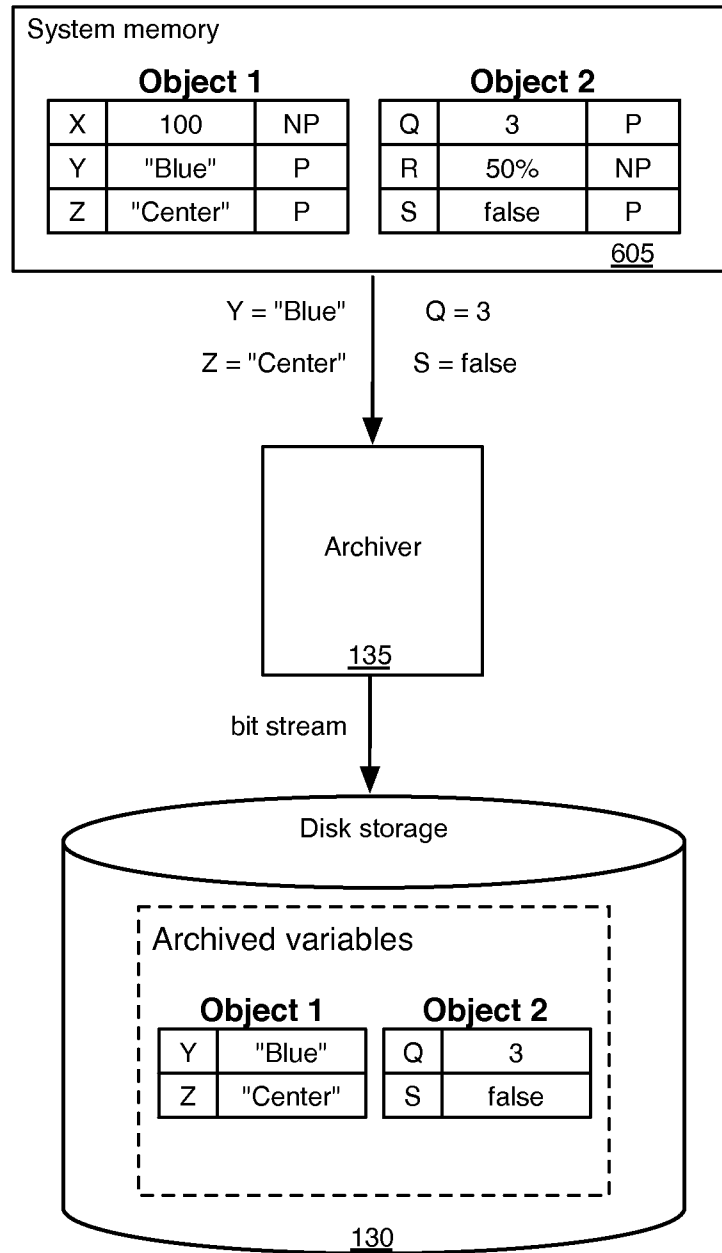 System memory
Object 1 Object 2
X 100 NP Q 3 P
Y "Blue" P R 50% NP
Z "Center" P S false P
605
Y = "Blue" Q = 3
Z = "Center" S = false
Archiver
135
bit stream
Disk storage
Archived variables
Object 1 Object 2
Y "Blue" Q 3
Z "Center" S false
130